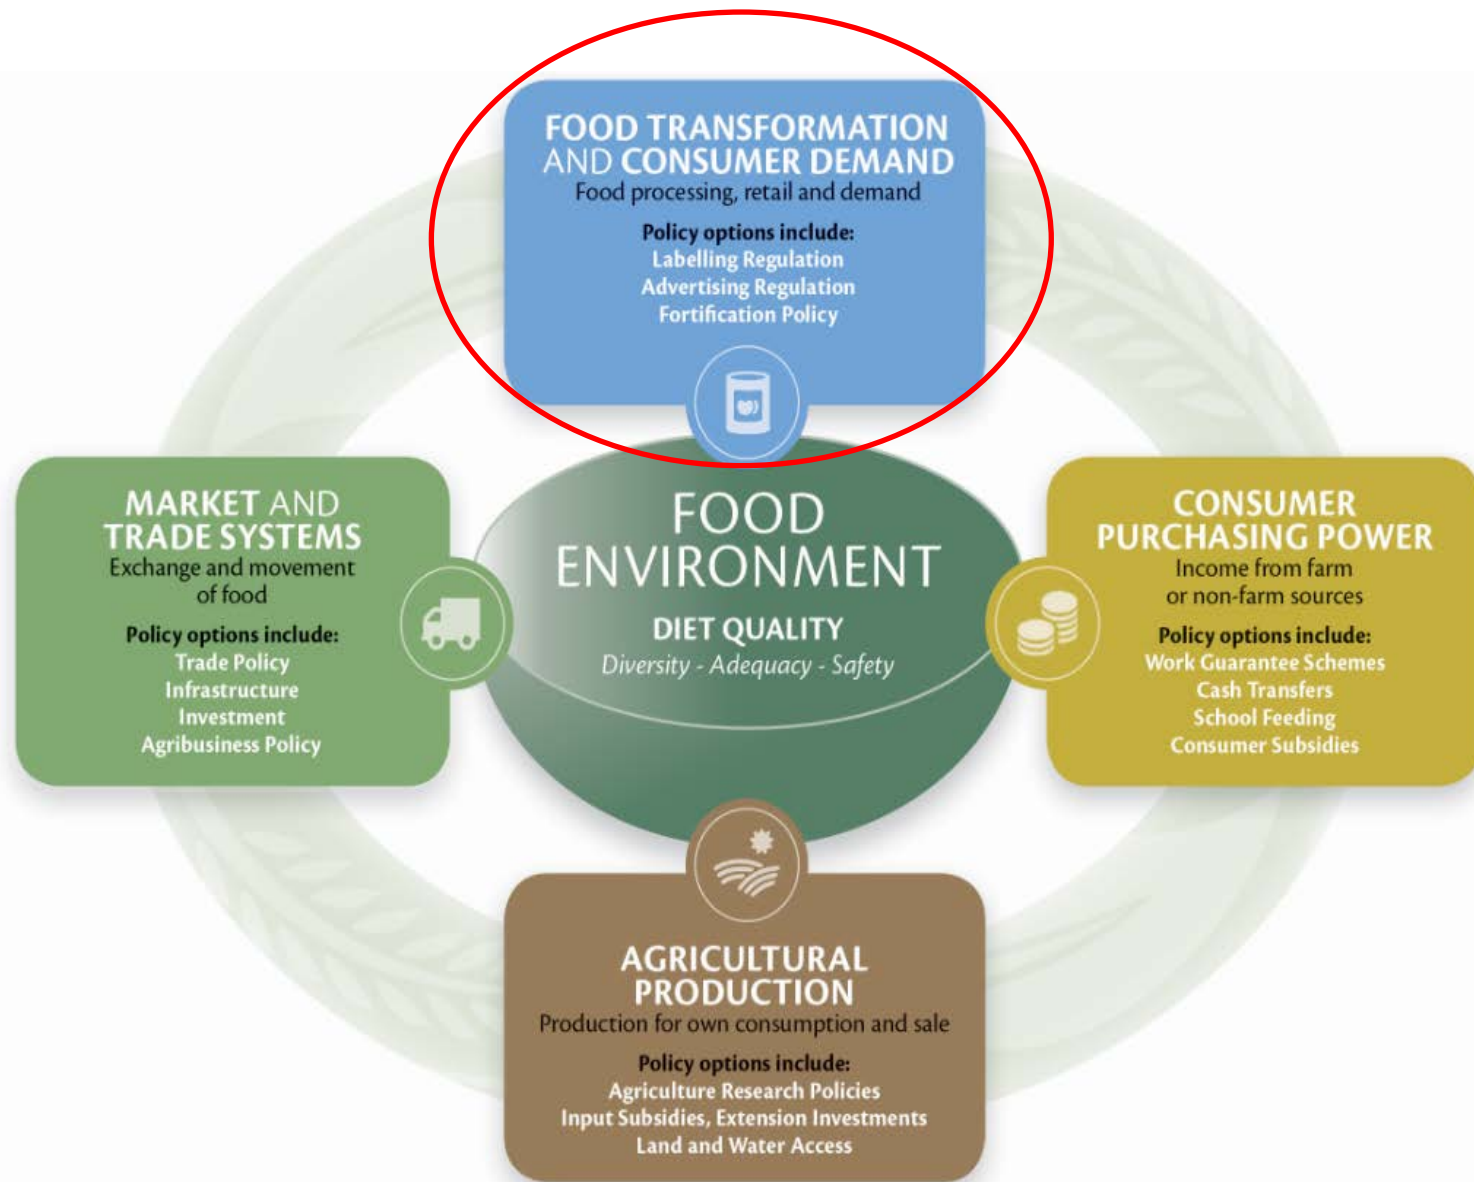 FOOD TRANSFORMATION
AND CONSUMER DEMAND
Food processing, retail and demand
Policy options include:
Labelling Regulation
Advertising Regulation
Fortification Policy
MARKET AND
TRADE SYSTEMS
Exchange and movement
of food
Policy options include:
Trade Policy
Infrastructure
Investment
Agribusiness Policy
FOOD
ENVIRONMENT
DIET QUALITY
Diversity - Adequacy - Safety
CONSUMER
PURCHASING POWER
Income from farm
or non-farm sources
Policy options include:
Work Guarantee Schemes
Cash Transfers
School Feeding
Consumer Subsidies
AGRICULTURAL
PRODUCTION
Production for own consumption and sale
Policy options include:
Agriculture Research Policies
Input Subsidies, Extension Investments
Land and Water Access